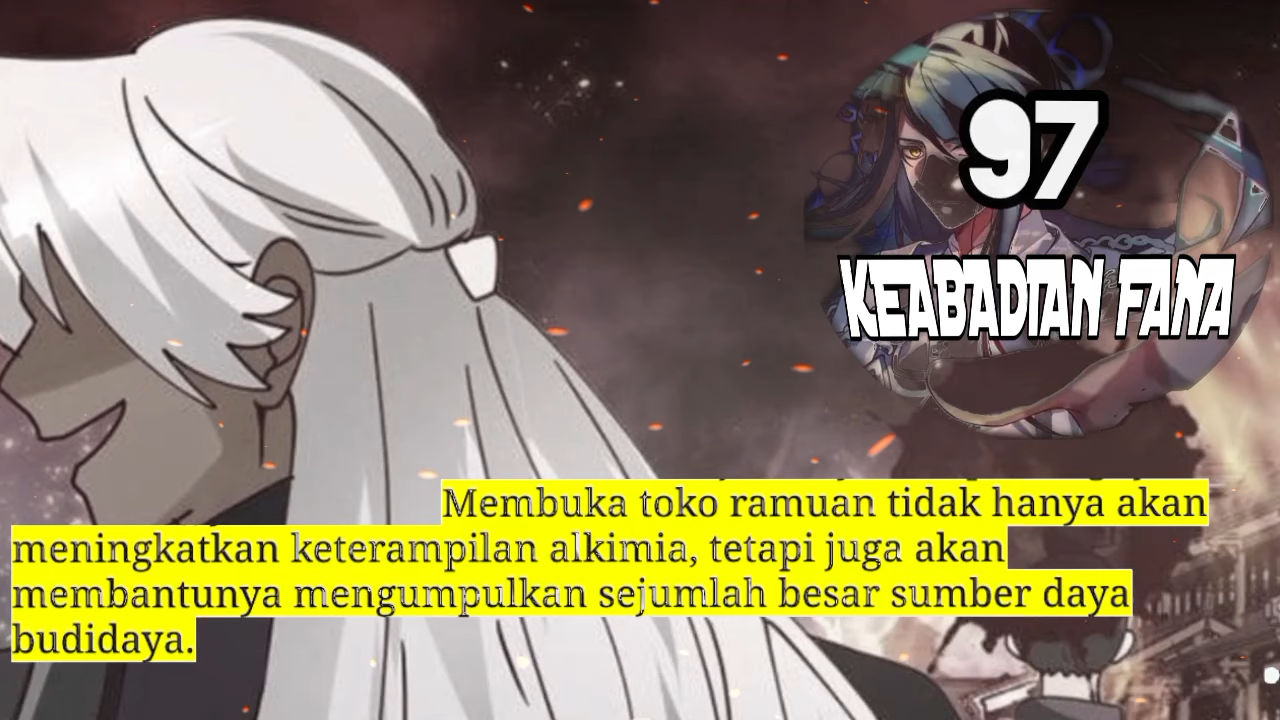 97
KEABADIAN FANA
Membuka toko ramuan tidak hanya akan
meningkatkan keterampilan alkimia, tetapi juga akan
membantunya mengumpulkan sejumlah besar sumber daya
budidaya.